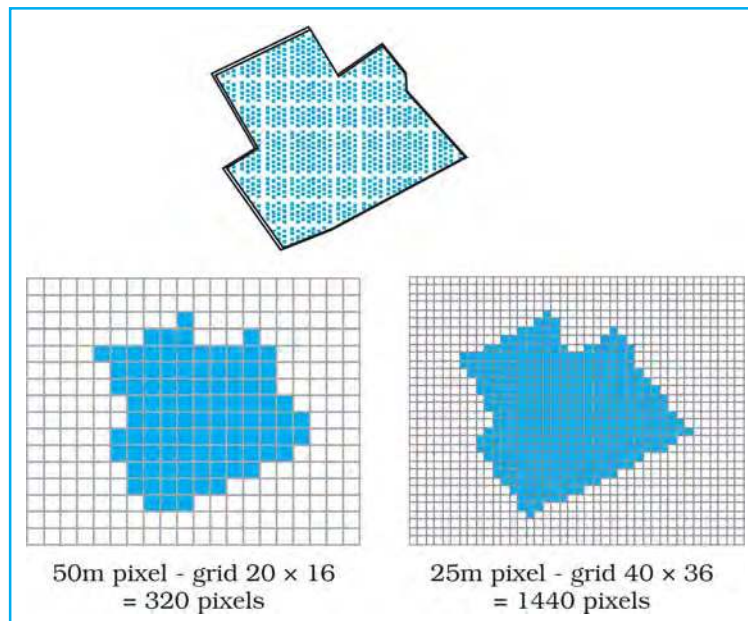 50m pixel - grid 20 × 16
= 320 pixels
25m pixel - grid 40 × 36
= 1440 pixels